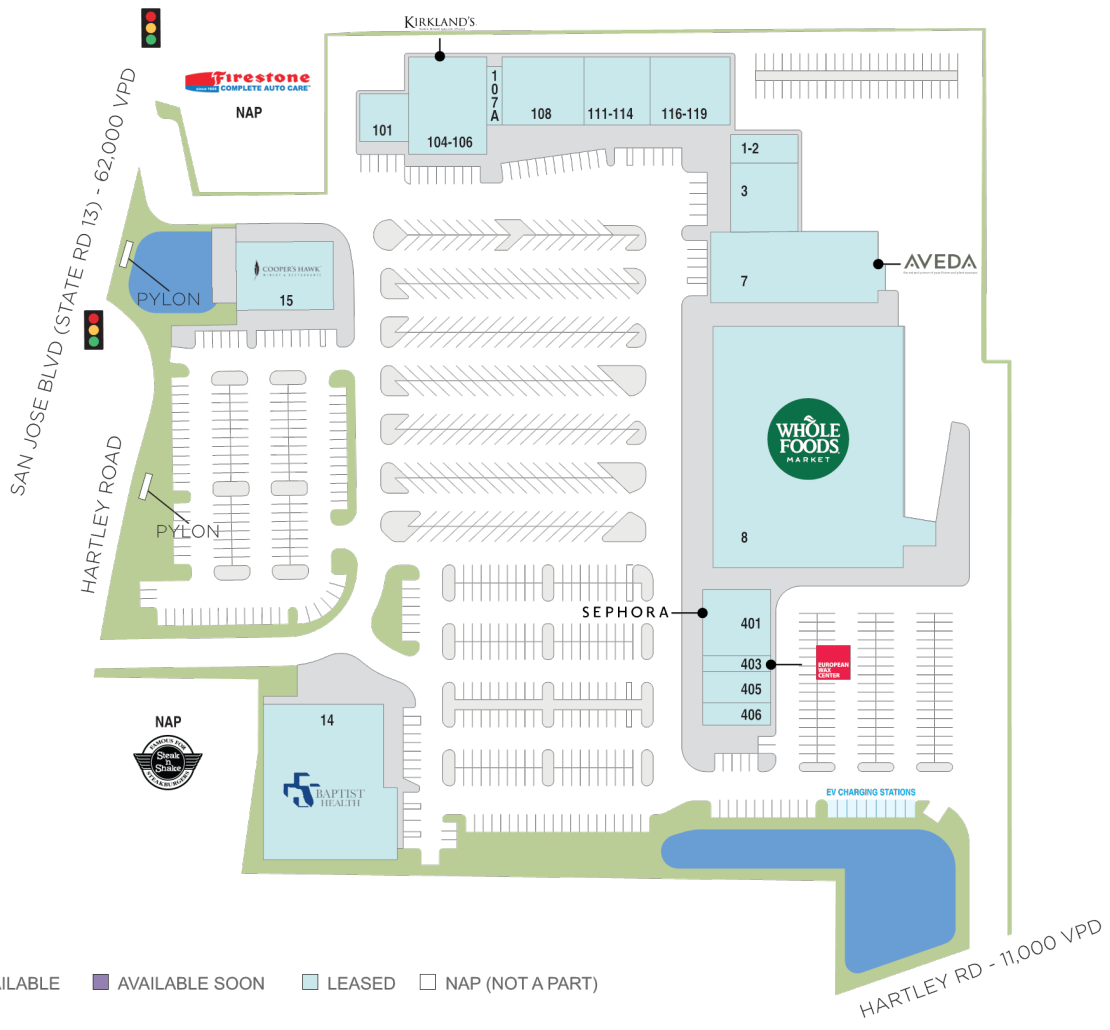 KIRKLAND'S
Firestone
COMPLETE AUTO CARE
NAP
SAN JOSE BLVD (STATE RD 13) - 62,000 VPD
101
104-106
107A
108
111-114
116-119
1-2
3
7
AVEDA
COOPER'S HAWK
15
PYLON
WHOLE
FOODS
MARKET
8
HARTLEY ROAD
PYLON
SEPHORA
401
403
EUROPEAN
WAX
CENTER
405
406
NAP
FAMOUS FOR
Steak
'n
Shake
STEAKBURGERS
14
BAPTIST
HEALTH
EV CHARGING STATIONS
AILABLE
AVAILABLE SOON
LEASED
NAP (NOT A PART)
HARTLEY RD - 11,000 VPD